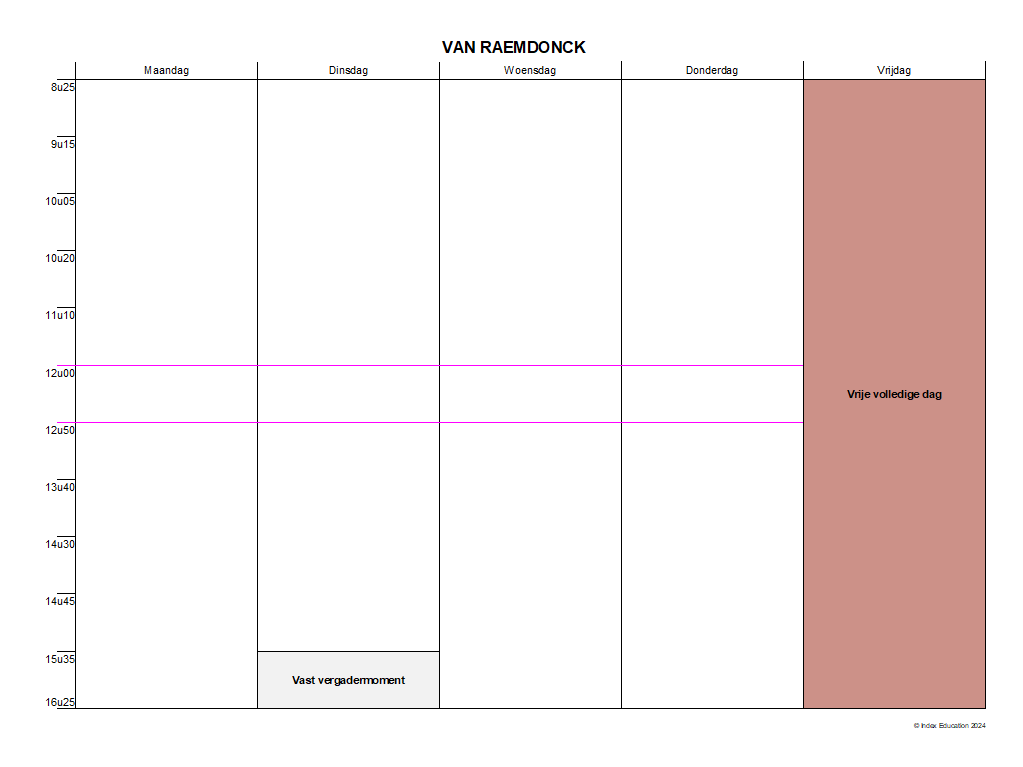 VAN RAEMDONCK
Maandag Dinsdag Woensdag Donderdag Vrijdag
8u25
9u15
10u05
10u20
11u10
12u00
Vrije volledige dag
12u50
13u40
14u30
14u45
15u35
Vast vergadermoment
16u25
© Index Education 2024